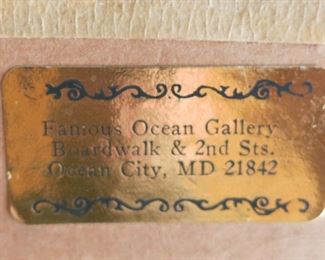 Famous Ocean Gallery
Boardwalk & 2nd Sts.
Ocean City, MD 21842